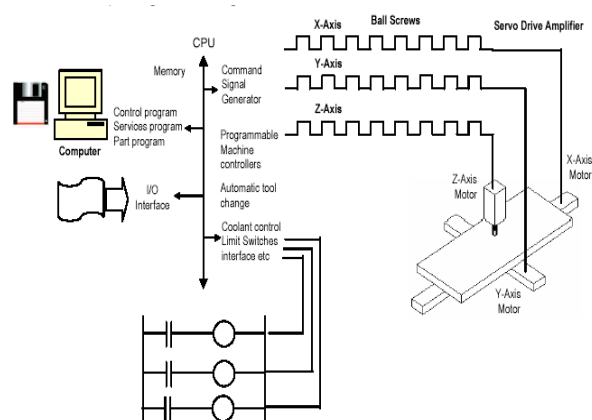 X-Axis
Ball Screws
Servo Drive Amplifier
CPU
Y-Axis
Memory
Command
Signal
Generator
Z-Axis
Control program
Services program
Part program
Computer
Programmable
Machine
controllers
X-Axis
Motor
Z-Axis
Motor
I/O
Interface
Automatic tool
change
Coolant control
Limit Switches
interface etc
Y-Axis
Motor